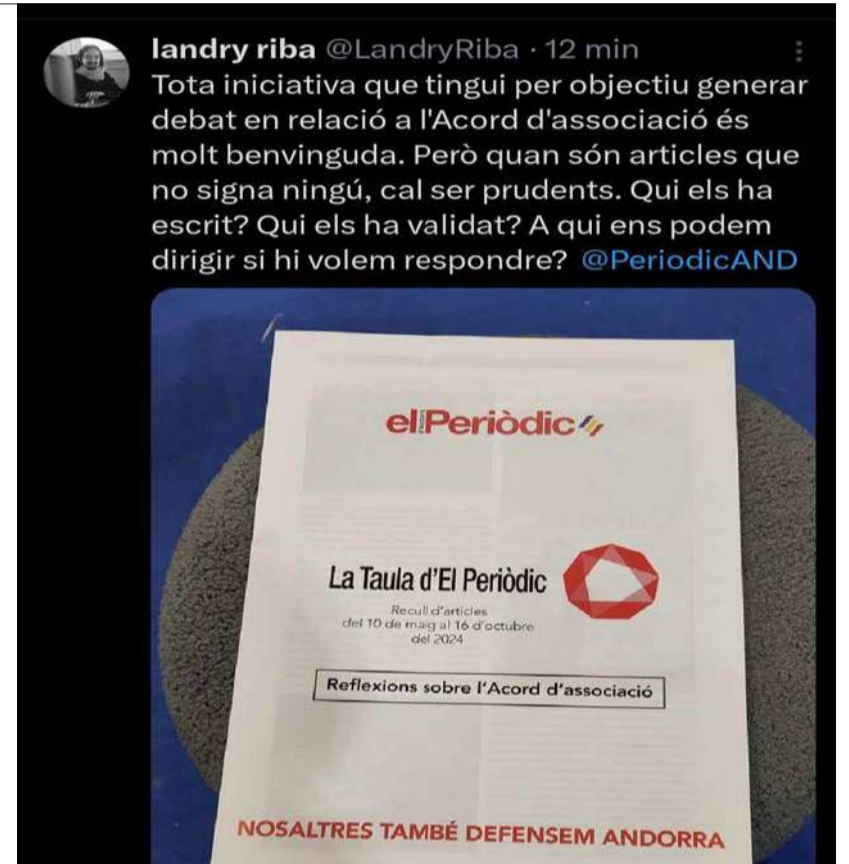 landry riba @LandryRiba · 12 min
Tota iniciativa que tingui per objectiu generar
debat en relació a l'Acord d'associació és
molt benvinguda. Però quan són articles que
no signa ningú, cal ser prudents. Qui els ha
escrit? Qui els ha validat? A qui ens podem
dirigir si hi volem respondre? @PeriodicAND
elPeriòdic
La Taula d'El Periòdic
Recull d'articles
del 10 de maig al 16 d'octubre
del 2024
Reflexions sobre l'Acord d'associació
NOSALTRES TAMBÉ DEFENSEM ANDORRA